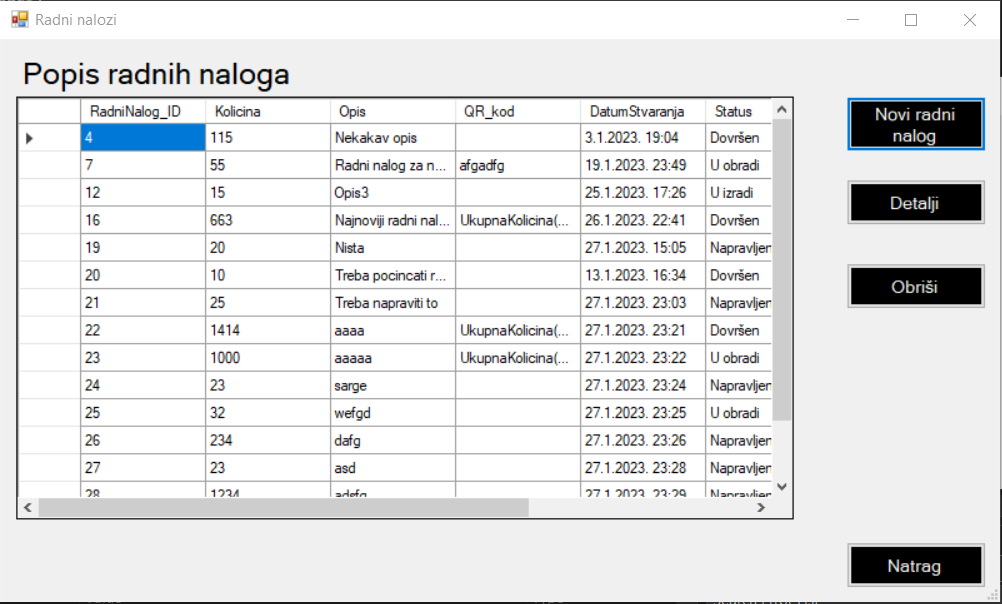 Radni nalozi
Popis radnih naloga
RadniNalog_ID Kolicina Opis QR_kod DatumStvaranja Status
4 115 Nekakav opis 3.1.2023. 19:04 Dovršen
7 55 Radni nalog za n... afgadfg 19.1.2023. 23:49 U obradi
12 15 Opis3 25.1.2023. 17:26 U izradi
16 663 Najnoviji radni nal... UkupnaKolicina(... 26.1.2023. 22:41 Dovršen
19 20 Nista 27.1.2023. 15:05 Napravljen
20 10 Treba pocincati r... 13.1.2023. 16:34 Dovršen
21 25 Treba napraviti to 27.1.2023. 23:03 Napravljen
22 1414 aaaa UkupnaKolicina(... 27.1.2023. 23:21 Dovršen
23 1000 aaaaa UkupnaKolicina(... 27.1.2023. 23:22 U obradi
24 23 sarge 27.1.2023. 23:24 Napravljen
25 32 wefgd 27.1.2023. 23:25 U obradi
26 234 dafg 27.1.2023. 23:26 Napravljen
27 23 asd 27.1.2023. 23:28 Napravljen
28 1234 adsfg 27.1.2023. 23:29 Napravljen
Novi radni
nalog
Detalji
Obriši
Natrag